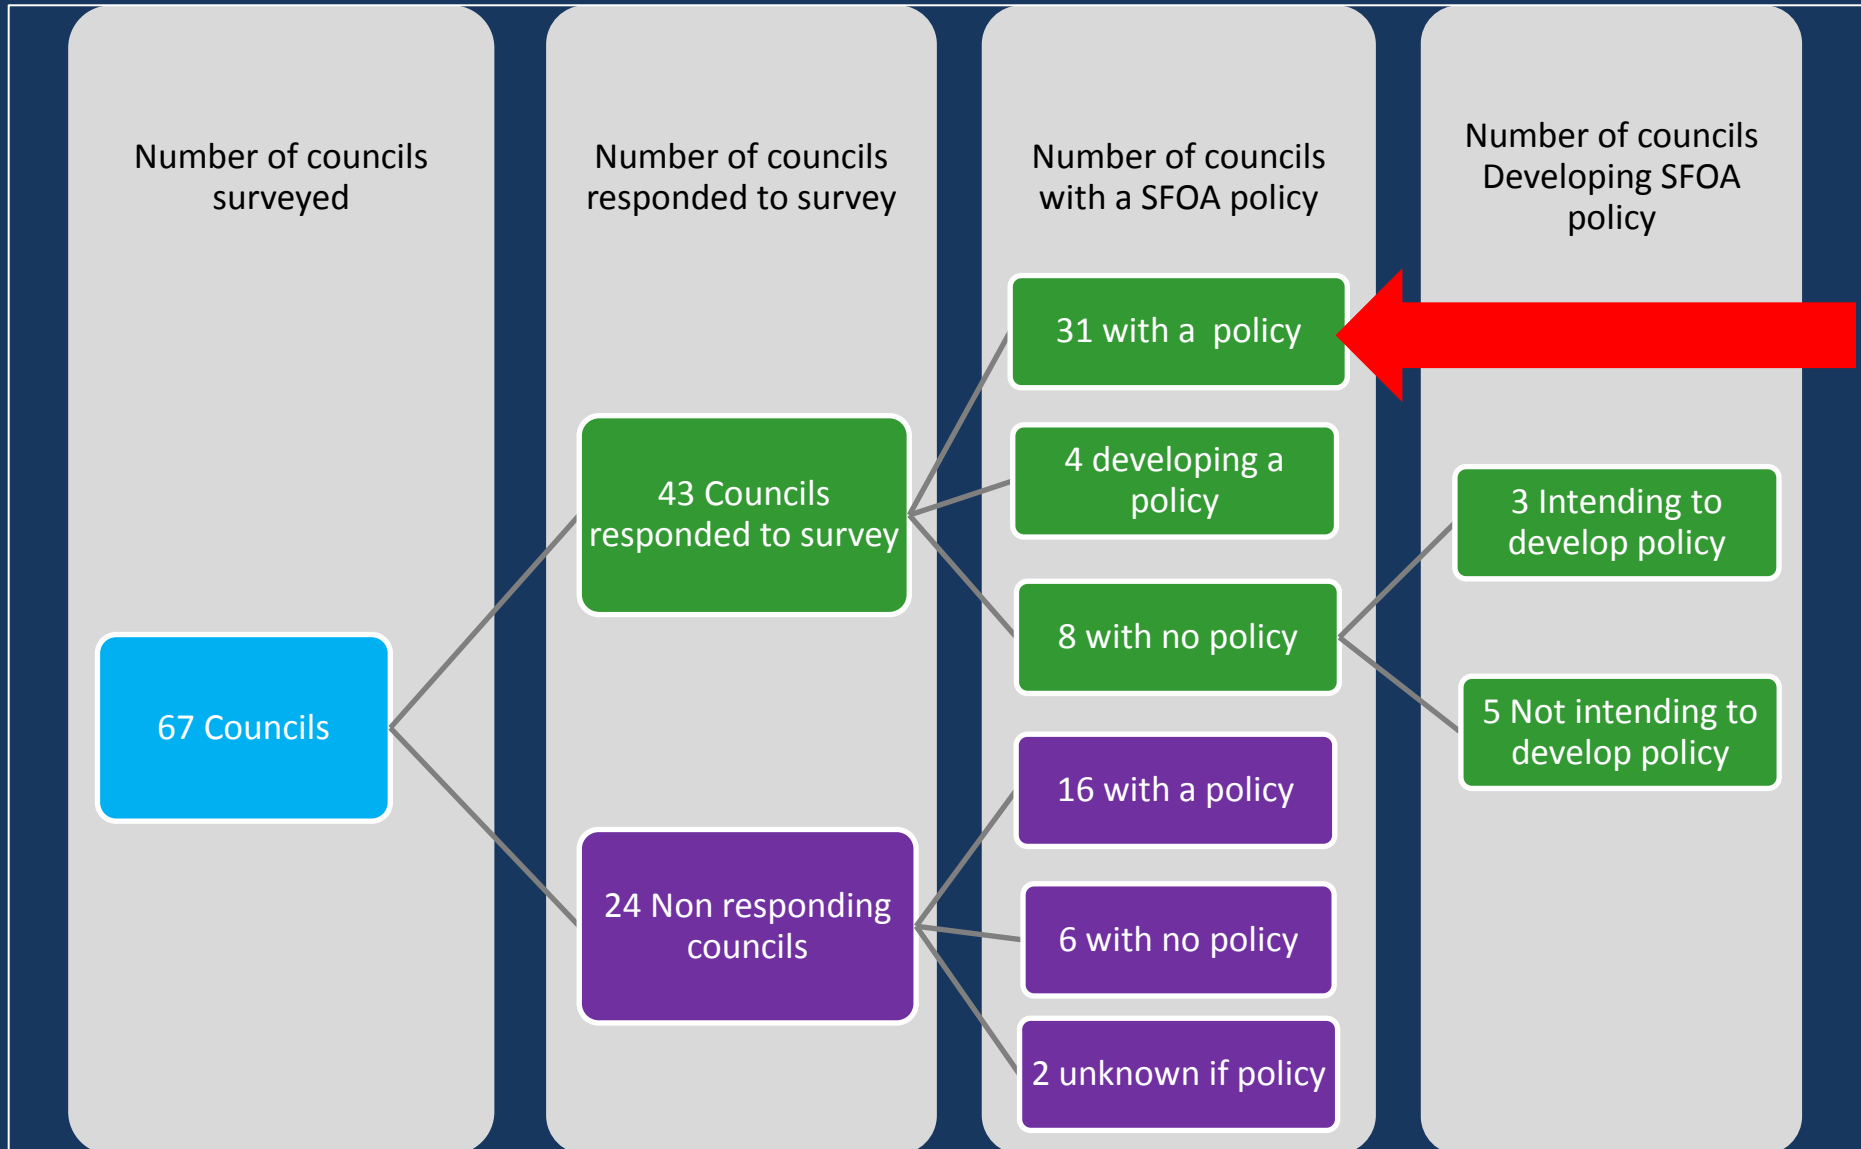 Number of councils
surveyed
Number of councils
responded to survey
Number of councils
with a SFOA policy
Number of councils
Developing SFOA
policy
67 Councils
43 Councils
responded to survey
24 Non responding
councils
31 with a  policy
4 developing a
policy
8 with no policy
16 with a policy
6 with no policy
2 unknown if policy
3 Intending to
develop policy
5 Not intending to
develop policy